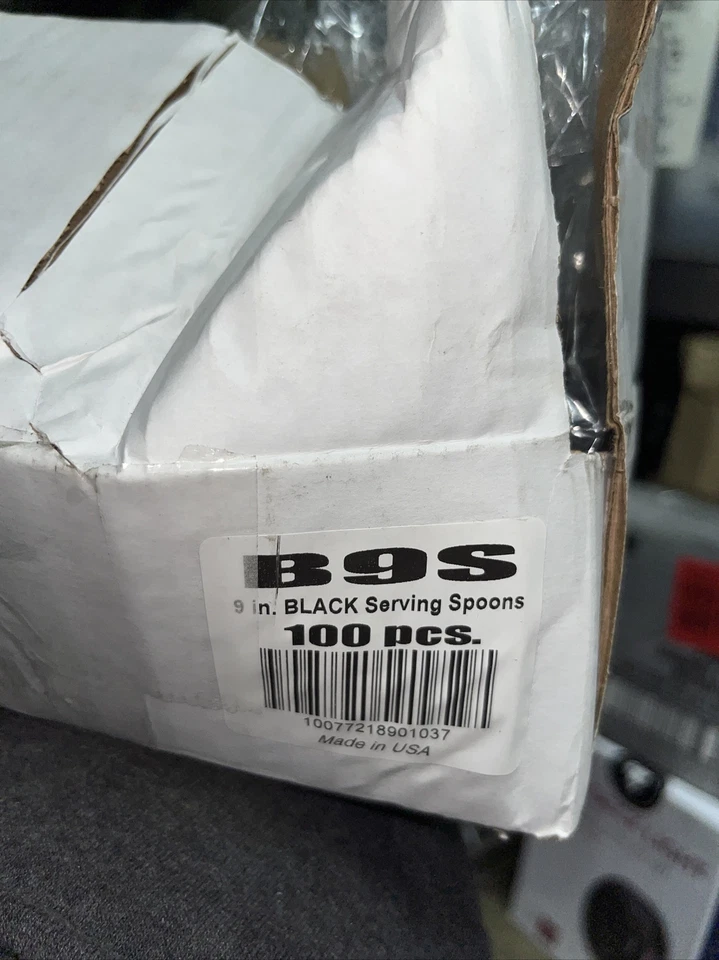 B9S
9 in. BLACK Serving Spoons
100 pcs.
10077218901037
Made in USA